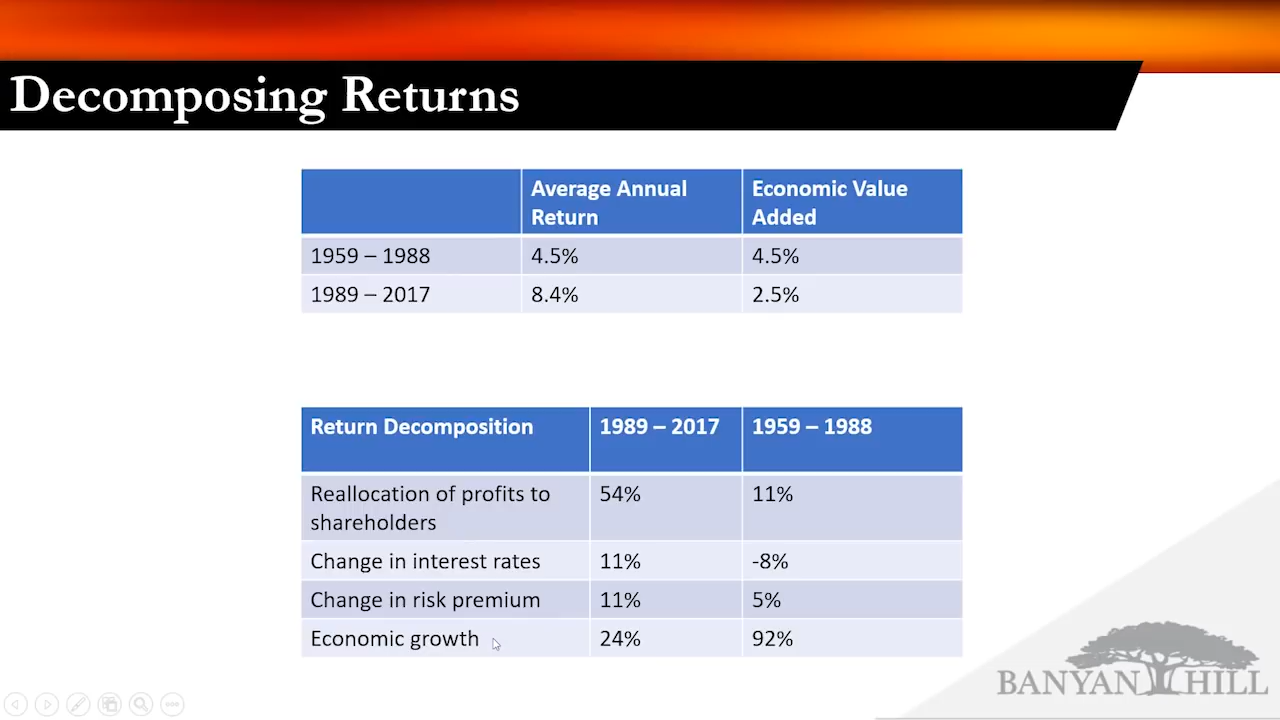 Decomposing Returns
Average Annual Return
Economic Value Added
1959 – 1988 4.5% 4.5%
1989 – 2017 8.4% 2.5%
Return Decomposition 1989 – 2017 1959 – 1988
Reallocation of profits to shareholders 54% 11%
Change in interest rates 11% -8%
Change in risk premium 11% 5%
Economic growth 24% 92%
BANYAN HILL